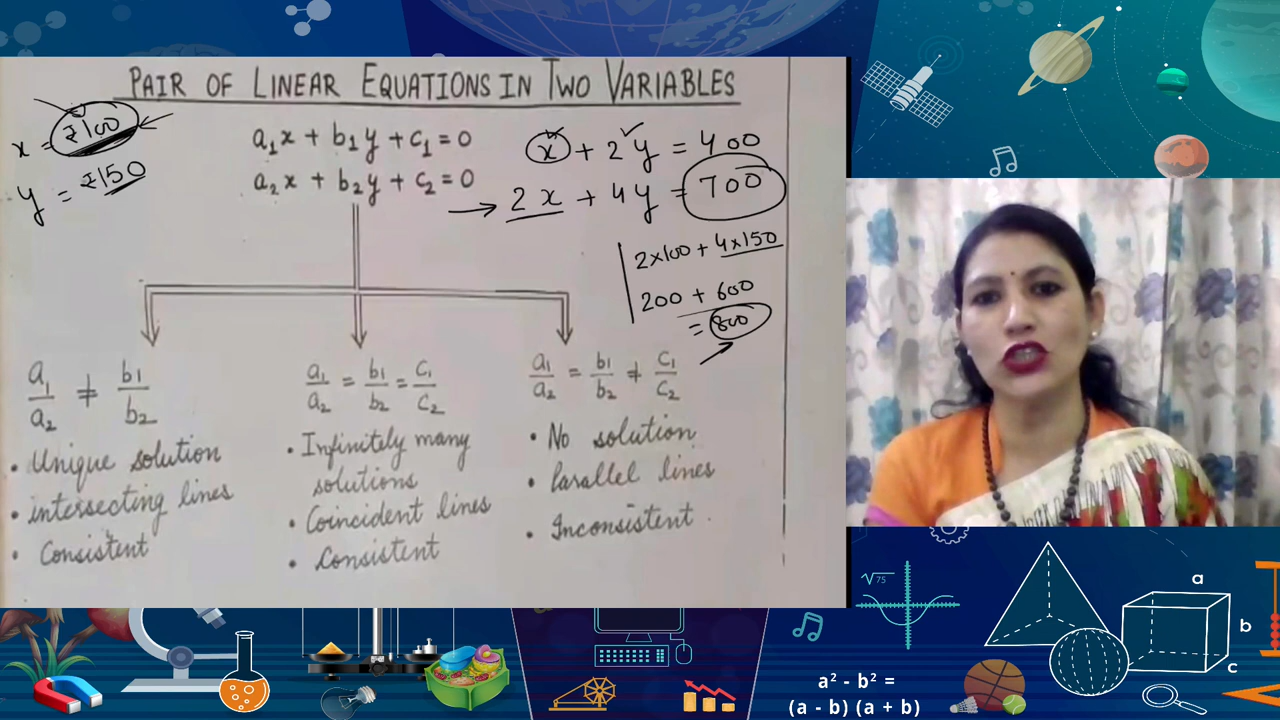 PAIR OF LINEAR EQUATIONS IN TWO VARIABLES
x = ₹100
y = ₹150
a₁x + b₁y + c₁ = 0
a₂x + b₂y + c₂ = 0
x + 2y = 400
2x + 4y = 700
2×100 + 4×150
200 + 600
= 800
a₁/a₂ ≠ b₁/b₂
• Unique solution
• intersecting lines
• Consistent
a₁/a₂ = b₁/b₂ = c₁/c₂
• Infinitely many
solutions
• Coincident lines
• Consistent
a₁/a₂ = b₁/b₂ ≠ c₁/c₂
• No solution
• Parallel lines
• Inconsistent.
√75
a
b
c
a² - b² =
(a - b) (a + b)